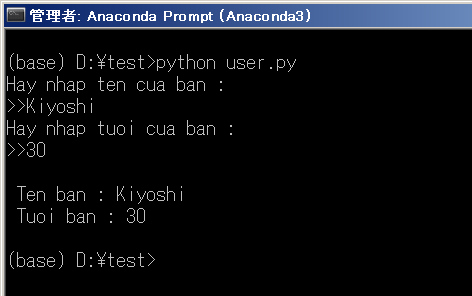 管理者: Anaconda Prompt (Anaconda3)
(base) D:¥test>python user.py
Hay nhap ten cua ban :
>>Kiyoshi
Hay nhap tuoi cua ban :
>>30
Ten ban : Kiyoshi
Tuoi ban : 30
(base) D:¥test>